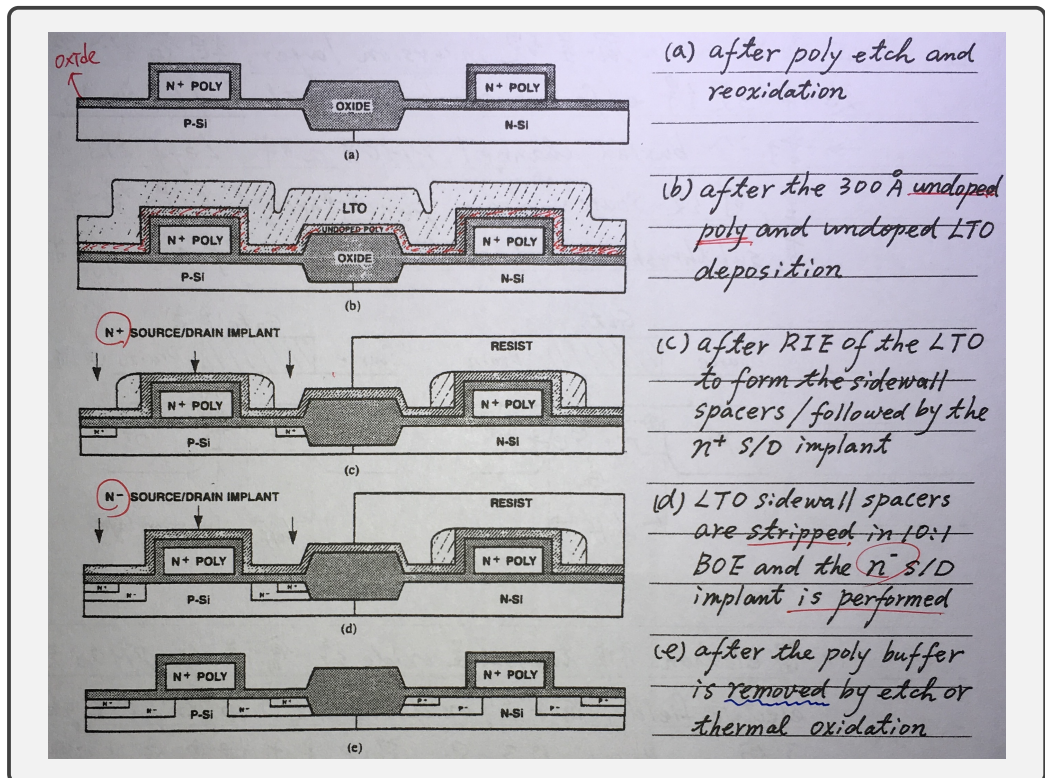 oxide
N+ POLY
N+ POLY
OXIDE
P-Si
N-Si
(a)
(a) after poly etch and
reoxidation
LTO
UNDOPED POLY
N+ POLY
N+ POLY
OXIDE
P-Si
N-Si
(b)
(b) after the 300 Å undoped
poly and undoped LTO
deposition
N+ SOURCE/DRAIN IMPLANT
RESIST
N+ POLY
N+ POLY
N+
N+
P-Si
N-Si
(c)
(c) after RIE of the LTO
to form the sidewall
spacers / followed by the
n+ S/D implant
N− SOURCE/DRAIN IMPLANT
RESIST
N+ POLY
N+ POLY
N+
N−
N−
N+
P-Si
N-Si
(d)
(d) LTO sidewall spacers
are stripped in 10:1
BOE and the n- S/D
implant is performed
N+ POLY
N+ POLY
N+
N−
P-Si
N−
N+
P+
P−
N-Si
P−
P+
(e)
(e) after the poly buffer
is removed by etch or
thermal oxidation